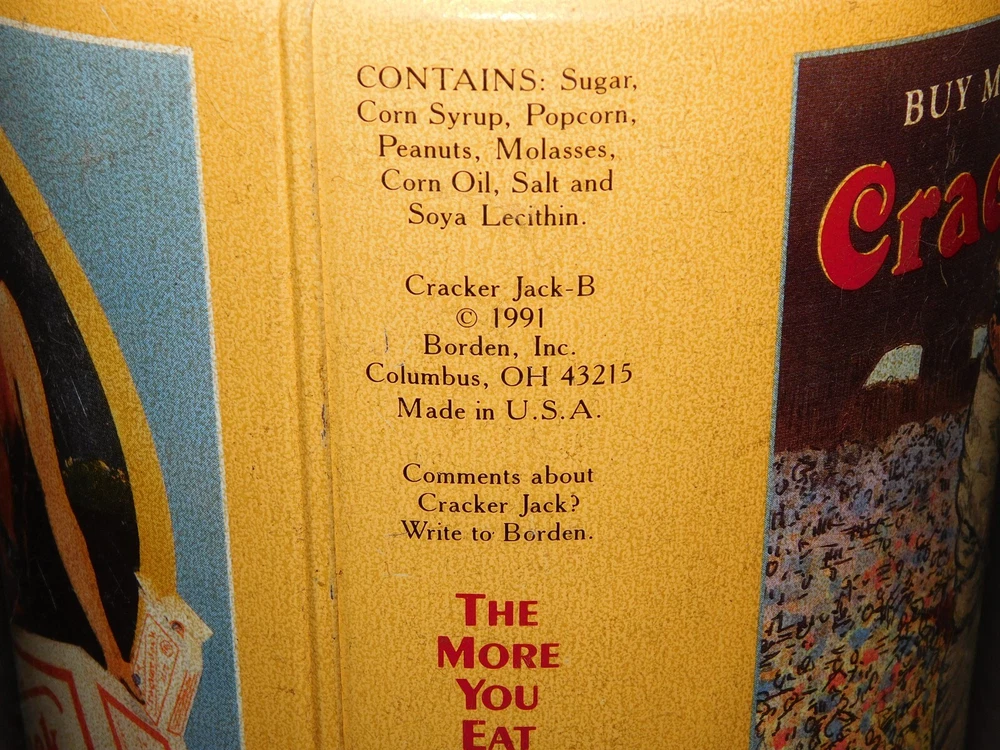 CONTAINS: Sugar,
Corn Syrup, Popcorn,
Peanuts, Molasses,
Corn Oil, Salt and
Soya Lecithin.
Cracker Jack-B
© 1991
Borden, Inc.
Columbus, OH 43215
Made in U.S.A.
Comments about
Cracker Jack?
Write to Borden.
THE
MORE
YOU
EAT
BUY M
Crac